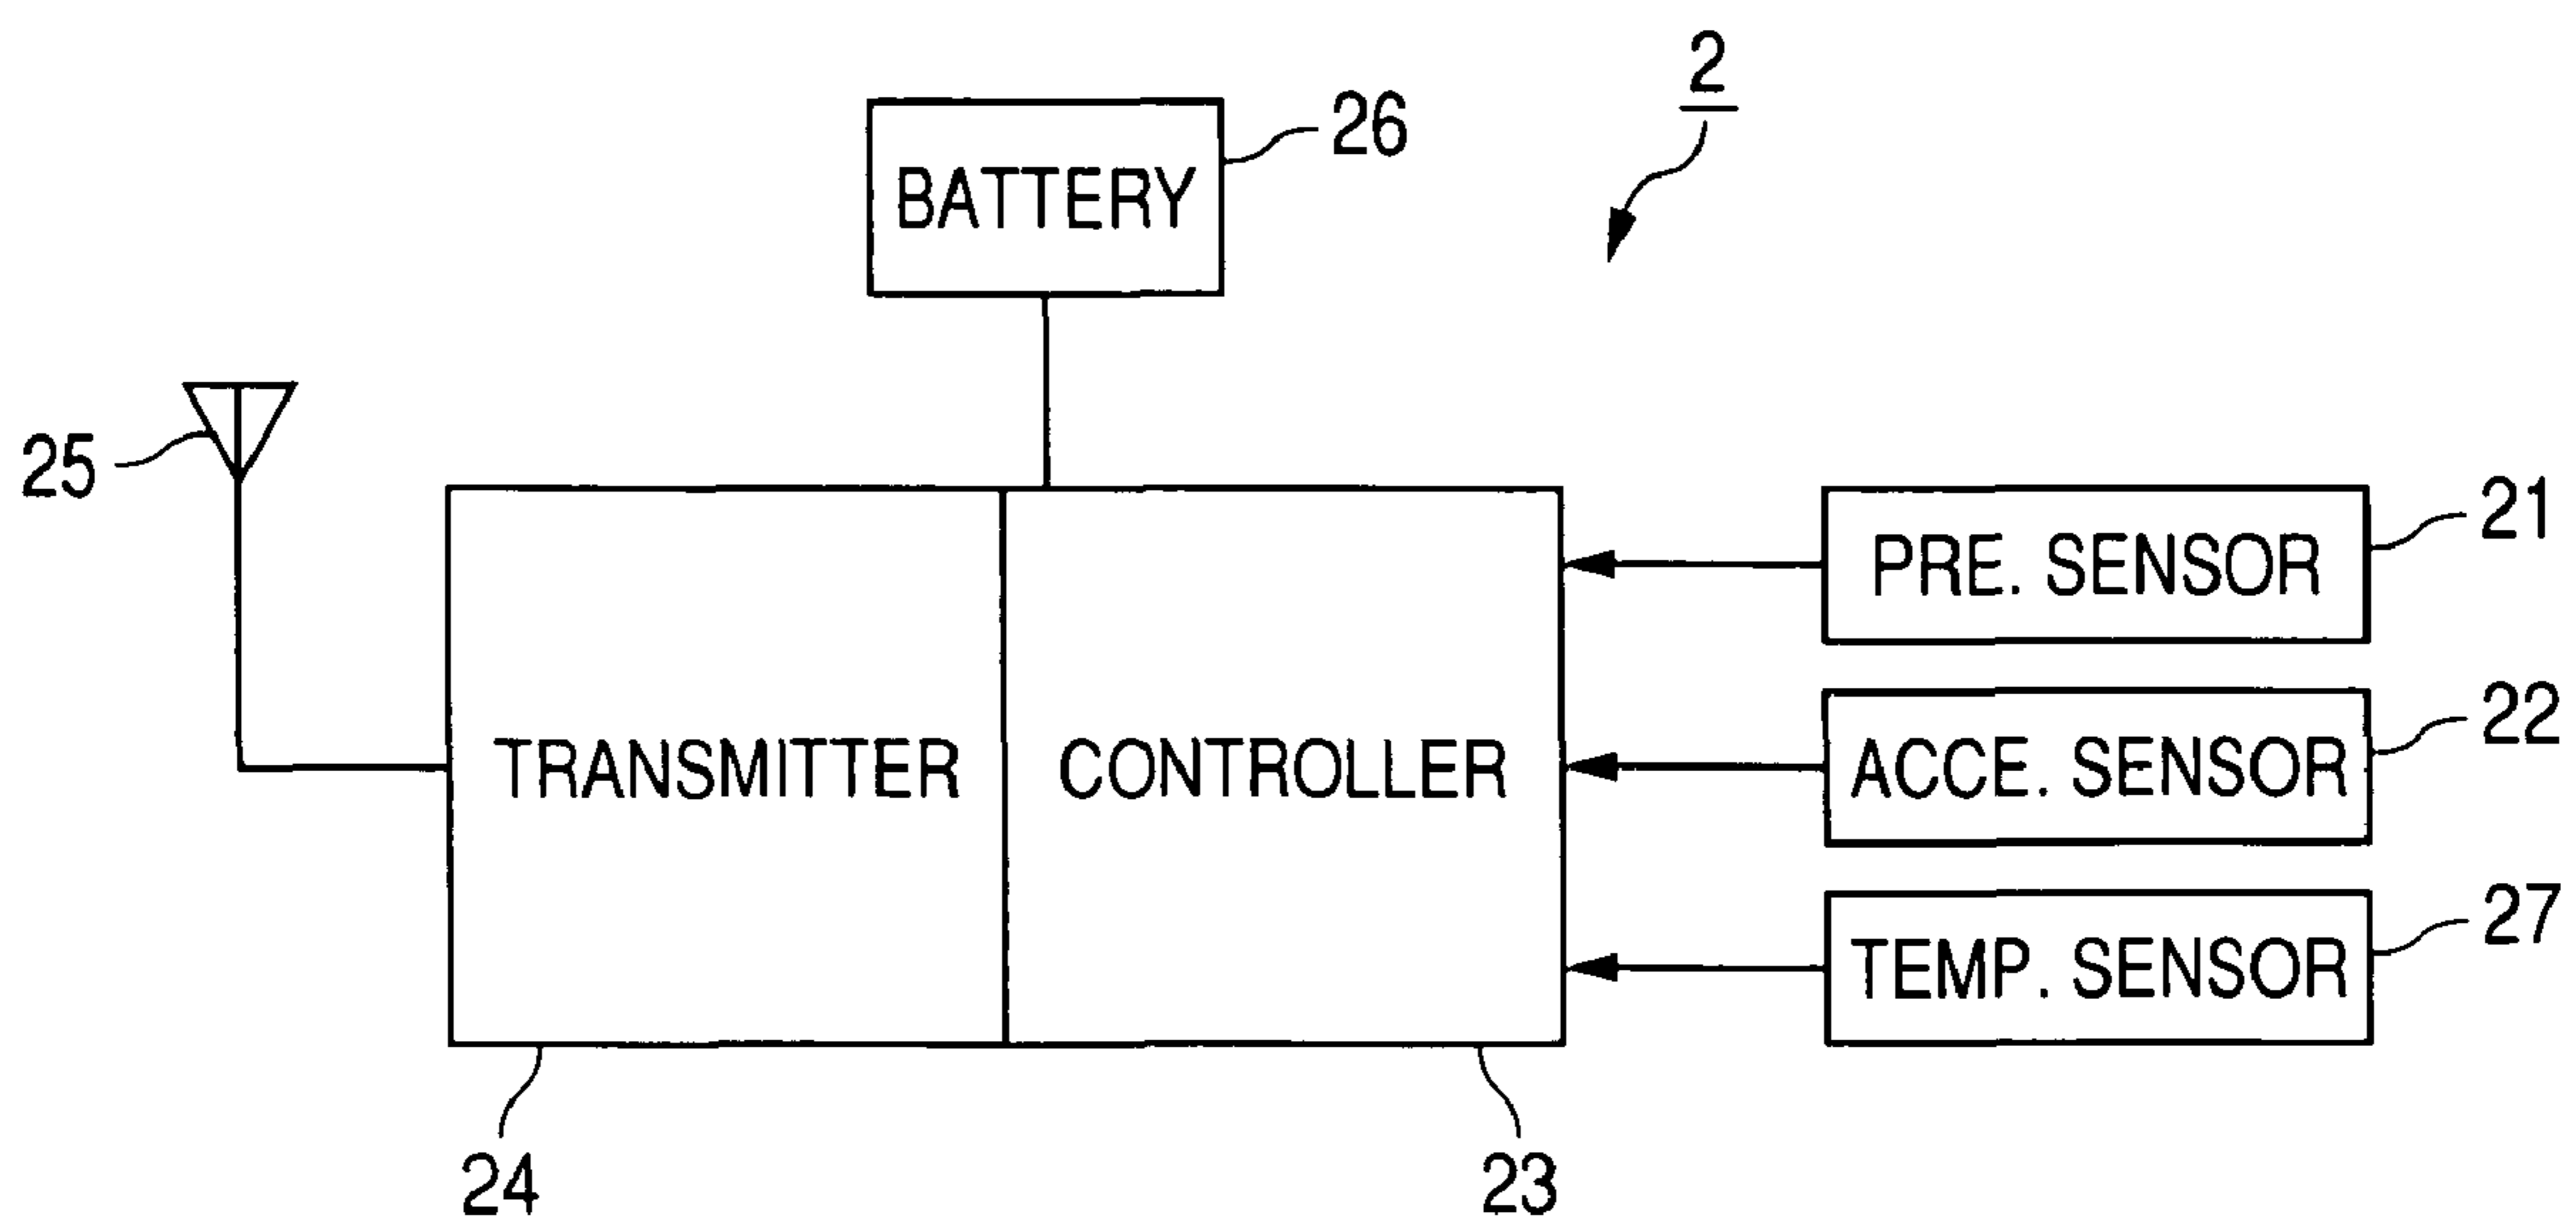 2
26
BATTERY
25
21
PRE. SENSOR
22
TRANSMITTER
CONTROLLER
ACCE. SENSOR
27
TEMP. SENSOR
24
23